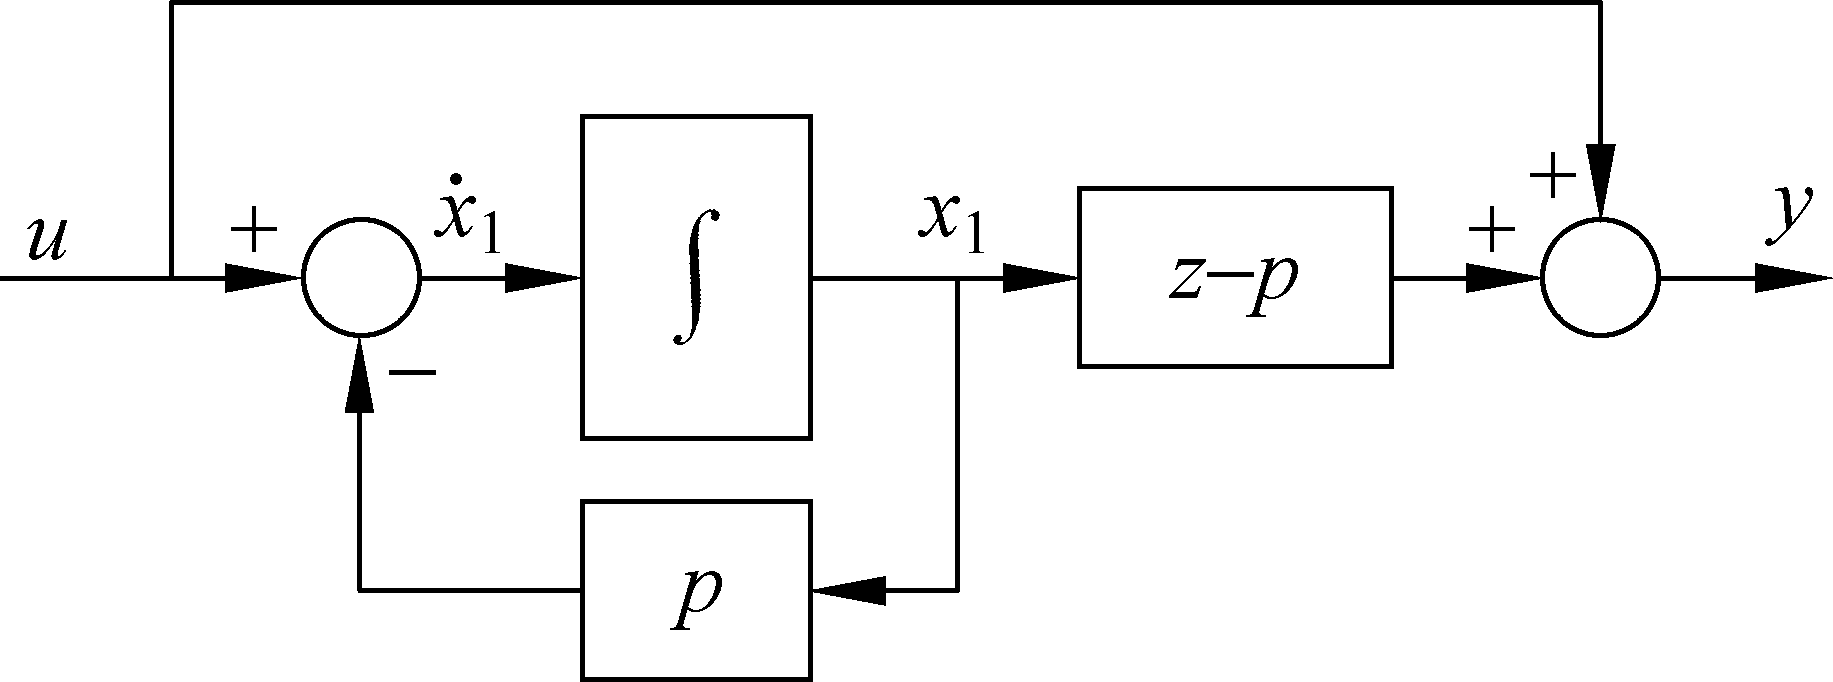 u
+
ẋ₁
∫
x₁
z−p
+
+
y
−
p